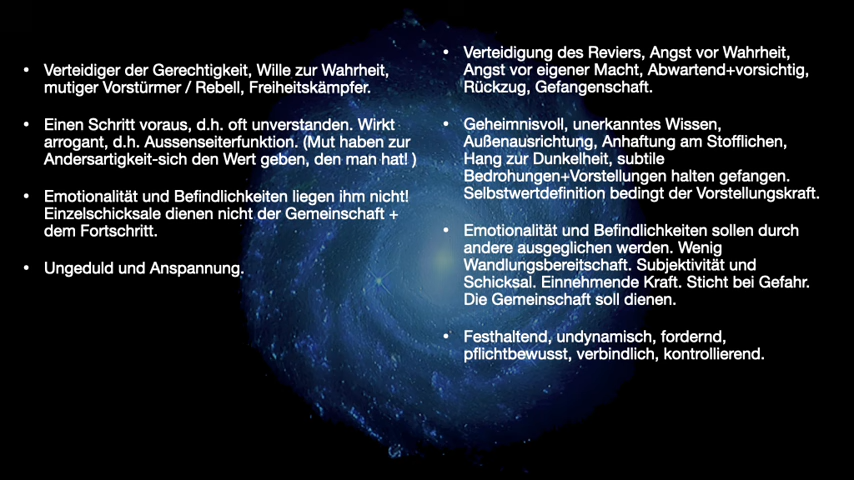 • Verteidiger der Gerechtigkeit, Wille zur Wahrheit,
mutiger Vorstürmer / Rebell, Freiheitskämpfer.
• Einen Schritt voraus, d.h. oft unverstanden. Wirkt
arrogant, d.h. Aussenseiterfunktion. (Mut haben zur
Andersartigkeit-sich den Wert geben, den man hat! )
• Emotionalität und Befindlichkeiten liegen ihm nicht!
Einzelschicksale dienen nicht der Gemeinschaft +
dem Fortschritt.
• Ungeduld und Anspannung.
• Verteidigung des Reviers, Angst vor Wahrheit,
Angst vor eigener Macht, Abwartend+vorsichtig,
Rückzug, Gefangenschaft.
• Geheimnisvoll, unerkanntes Wissen,
Außenausrichtung, Anhaftung am Stofflichen,
Hang zur Dunkelheit, subtile
Bedrohungen+Vorstellungen halten gefangen.
Selbstwertdefinition bedingt der Vorstellungskraft.
• Emotionalität und Befindlichkeiten sollen durch
andere ausgeglichen werden. Wenig
Wandlungsbereitschaft. Subjektivität und
Schicksal. Einnehmende Kraft. Sticht bei Gefahr.
Die Gemeinschaft soll dienen.
• Festhaltend, undynamisch, fordernd,
pflichtbewusst, verbindlich, kontrollierend.